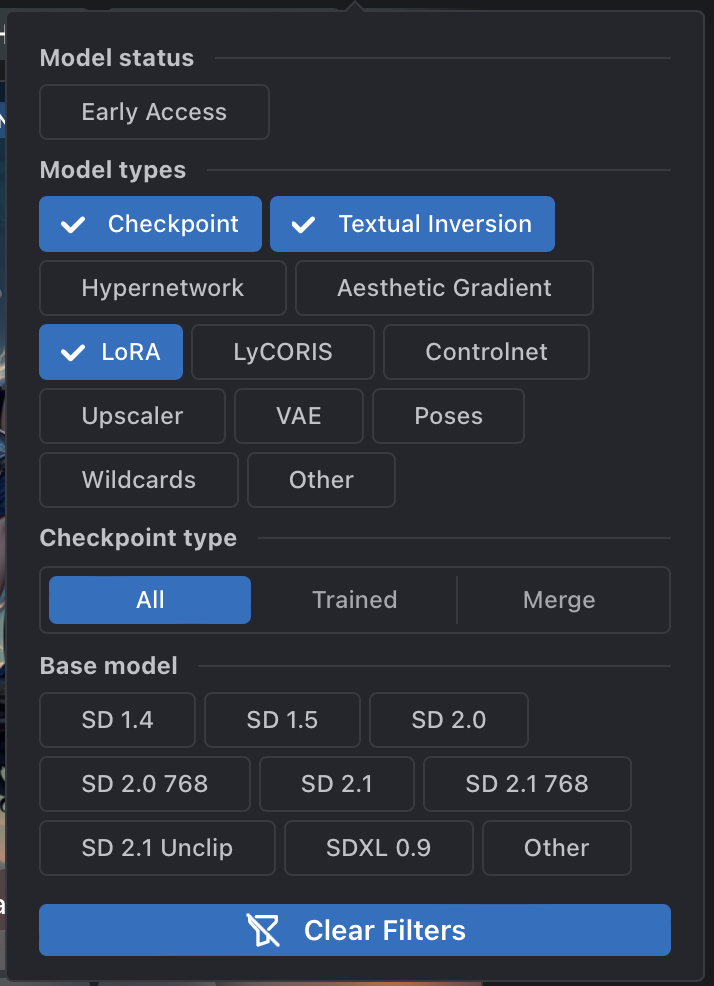 Model status
Early Access
Model types
Checkpoint Textual Inversion
Hypernetwork Aesthetic Gradient
LoRA LyCORIS Controlnet
Upscaler VAE Poses
Wildcards Other
Checkpoint type
All Trained Merge
Base model
SD 1.4 SD 1.5 SD 2.0
SD 2.0 768 SD 2.1 SD 2.1 768
SD 2.1 Unclip SDXL 0.9 Other
Clear Filters